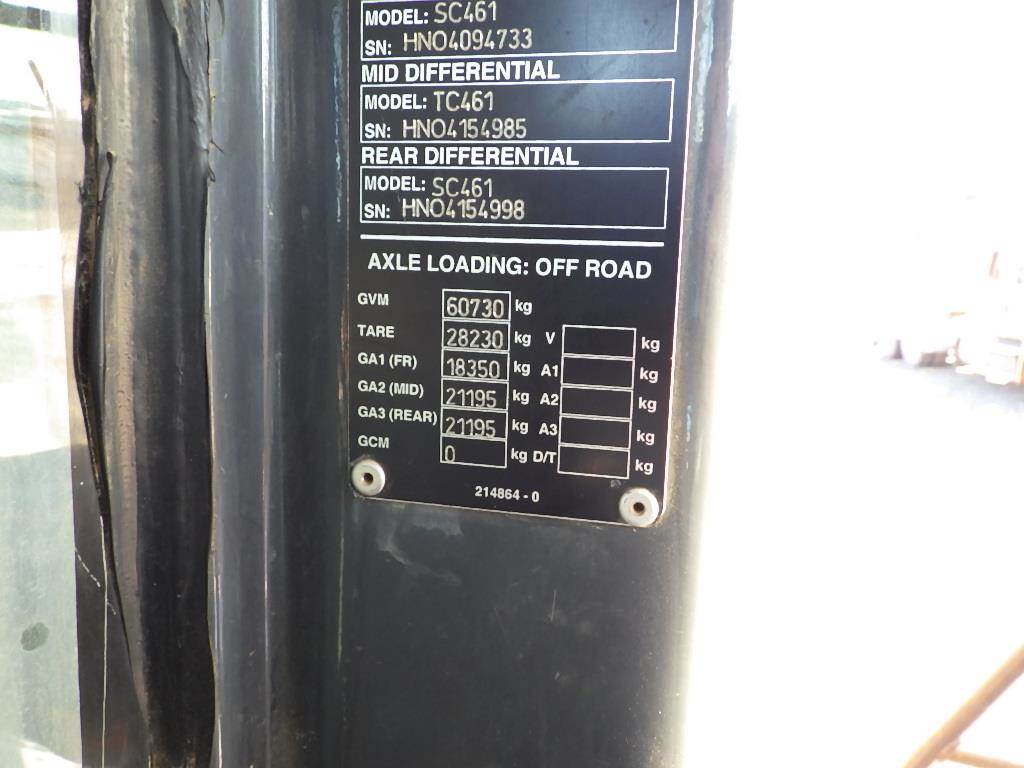 MODEL: SC461
SN: HNO4094733
MID DIFFERENTIAL
MODEL: TC461
SN: HNO4154985
REAR DIFFERENTIAL
MODEL: SC461
SN: HNO4154998
AXLE LOADING: OFF ROAD
GVM 60730 kg
TARE 28230 kg V kg
GA1 (FR) 18350 kg A1 kg
GA2 (MID) 21195 kg A2 kg
GA3 (REAR) 21195 kg A3 kg
GCM 0 kg D/T kg
214864 - 0